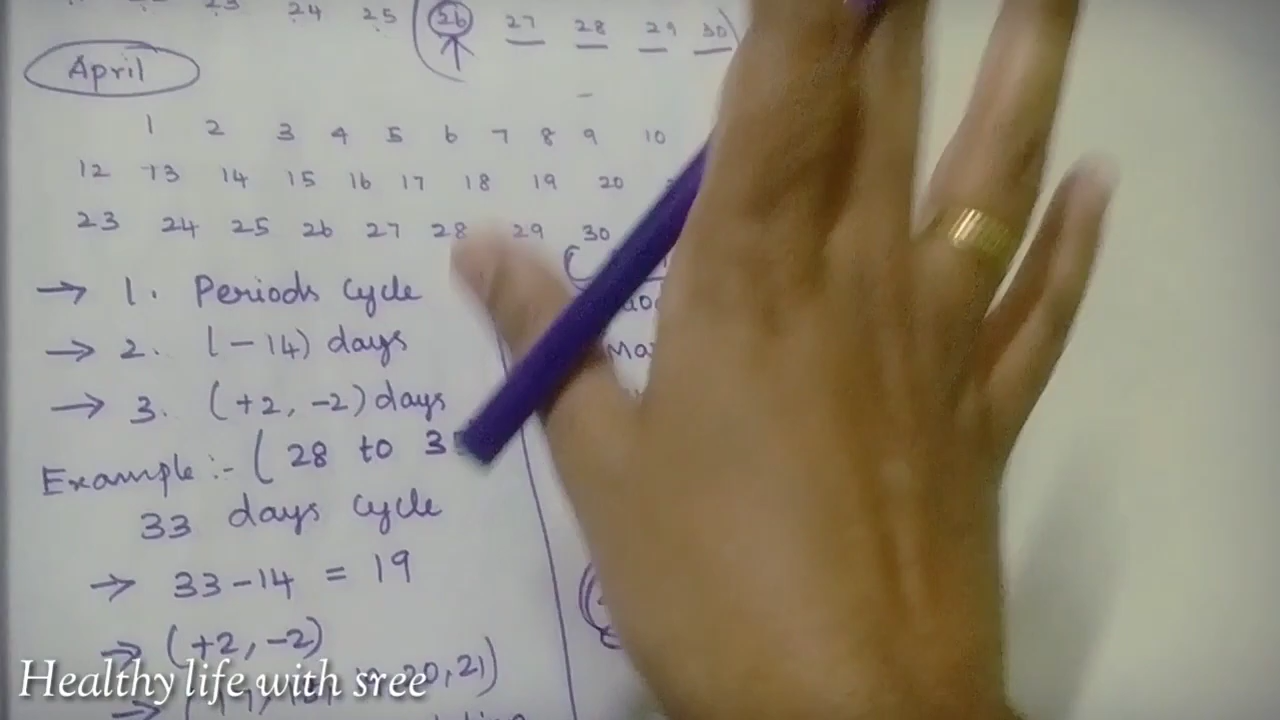 23 24 25 (26 27 28 29 30)
April
1 2 3 4 5 6 7 8 9 10
12 13 14 15 16 17 18 19 20
23 24 25 26 27 28 29 30
→ 1. Periods cycle
→ 2. (-14) days
→ 3. (+2, -2) days
Example :- ( 28 to
33 days cycle
→ 33-14 = 19
→ (+2, -2)
20, 21)
Healthy life with sree